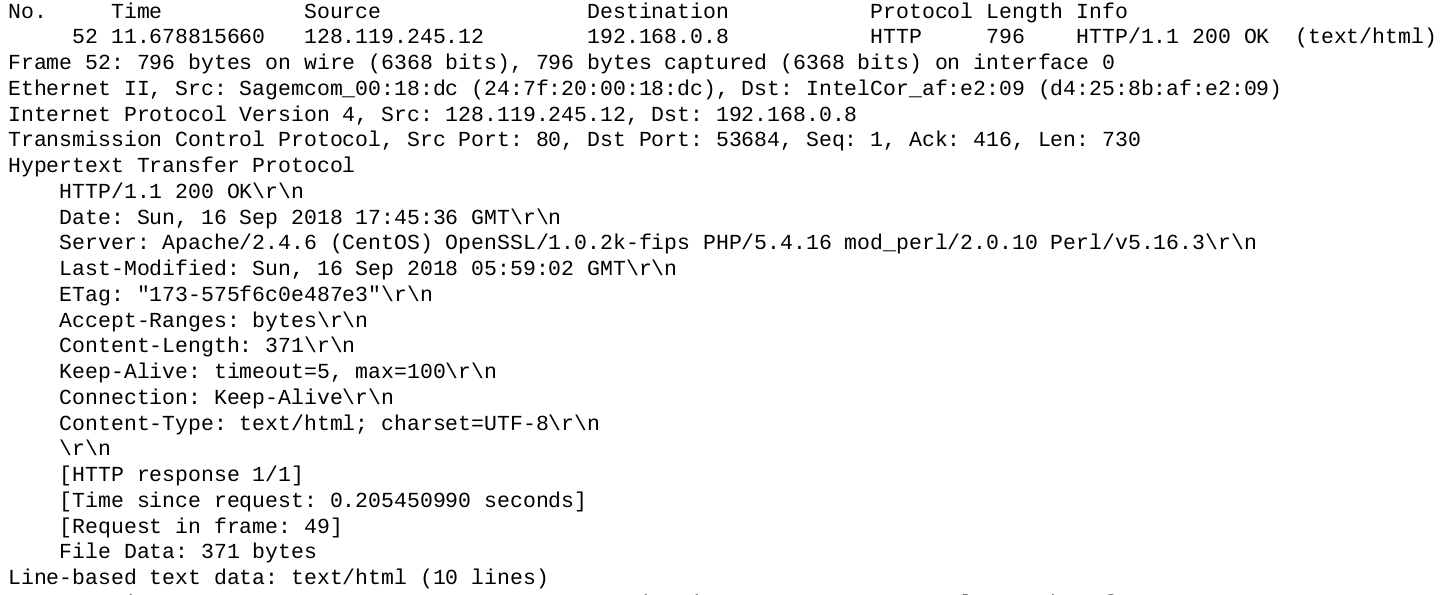 No.     Time           Source                Destination           Protocol Length Info
     52 11.678815660   128.119.245.12        192.168.0.8           HTTP     796    HTTP/1.1 200 OK  (text/html)
Frame 52: 796 bytes on wire (6368 bits), 796 bytes captured (6368 bits) on interface 0
Ethernet II, Src: Sagemcom_00:18:dc (24:7f:20:00:18:dc), Dst: IntelCor_af:e2:09 (d4:25:8b:af:e2:09)
Internet Protocol Version 4, Src: 128.119.245.12, Dst: 192.168.0.8
Transmission Control Protocol, Src Port: 80, Dst Port: 53684, Seq: 1, Ack: 416, Len: 730
Hypertext Transfer Protocol
    HTTP/1.1 200 OK\r\n
    Date: Sun, 16 Sep 2018 17:45:36 GMT\r\n
    Server: Apache/2.4.6 (CentOS) OpenSSL/1.0.2k-fips PHP/5.4.16 mod_perl/2.0.10 Perl/v5.16.3\r\n
    Last-Modified: Sun, 16 Sep 2018 05:59:02 GMT\r\n
    ETag: "173-575f6c0e487e3"\r\n
    Accept-Ranges: bytes\r\n
    Content-Length: 371\r\n
    Keep-Alive: timeout=5, max=100\r\n
    Connection: Keep-Alive\r\n
    Content-Type: text/html; charset=UTF-8\r\n
    \r\n
    [HTTP response 1/1]
    [Time since request: 0.205450990 seconds]
    [Request in frame: 49]
    File Data: 371 bytes
Line-based text data: text/html (10 lines)